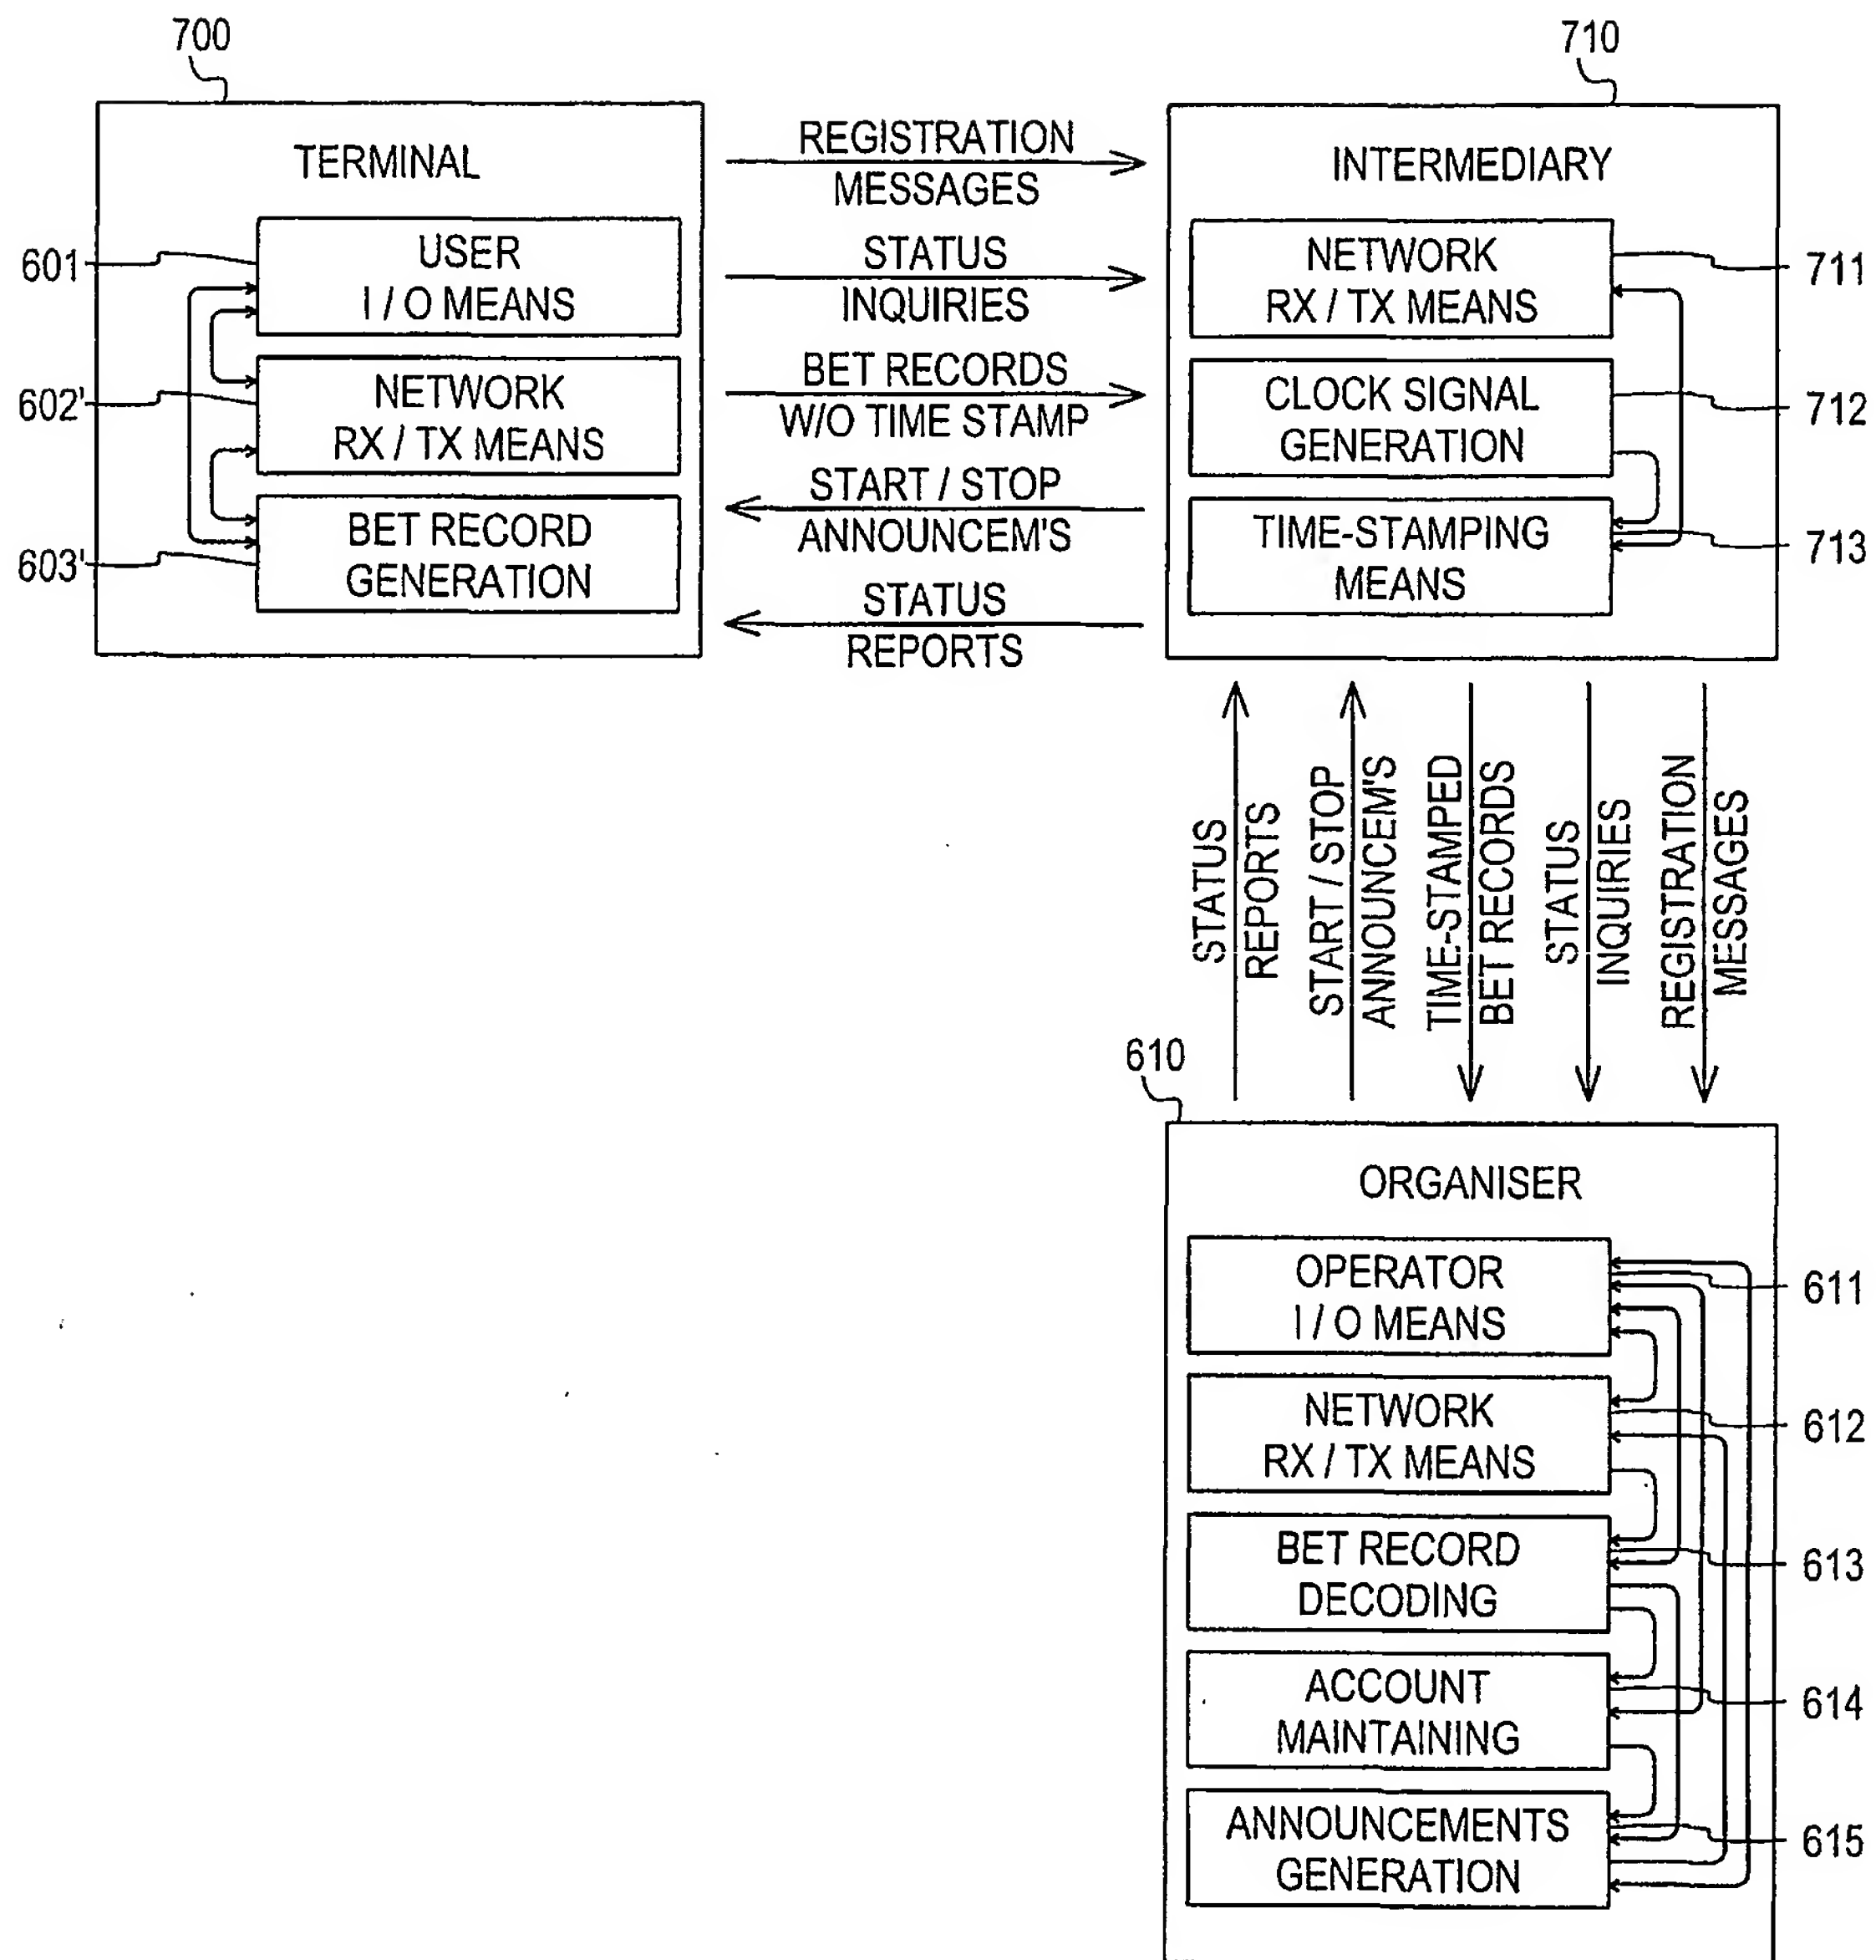 700
TERMINAL
601
USER
I / O MEANS
602'
NETWORK
RX / TX MEANS
603'
BET RECORD
GENERATION
REGISTRATION
MESSAGES
STATUS
INQUIRIES
BET RECORDS
W/O TIME STAMP
START / STOP
ANNOUNCEM'S
STATUS
REPORTS
710
INTERMEDIARY
NETWORK
RX / TX MEANS
711
CLOCK SIGNAL
GENERATION
712
TIME-STAMPING
MEANS
713
STATUS
REPORTS
START / STOP
ANNOUNCEM'S
TIME-STAMPED
BET RECORDS
STATUS
INQUIRIES
REGISTRATION
MESSAGES
610
ORGANISER
OPERATOR
I / O MEANS
611
NETWORK
RX / TX MEANS
612
BET RECORD
DECODING
613
ACCOUNT
MAINTAINING
614
ANNOUNCEMENTS
GENERATION
615